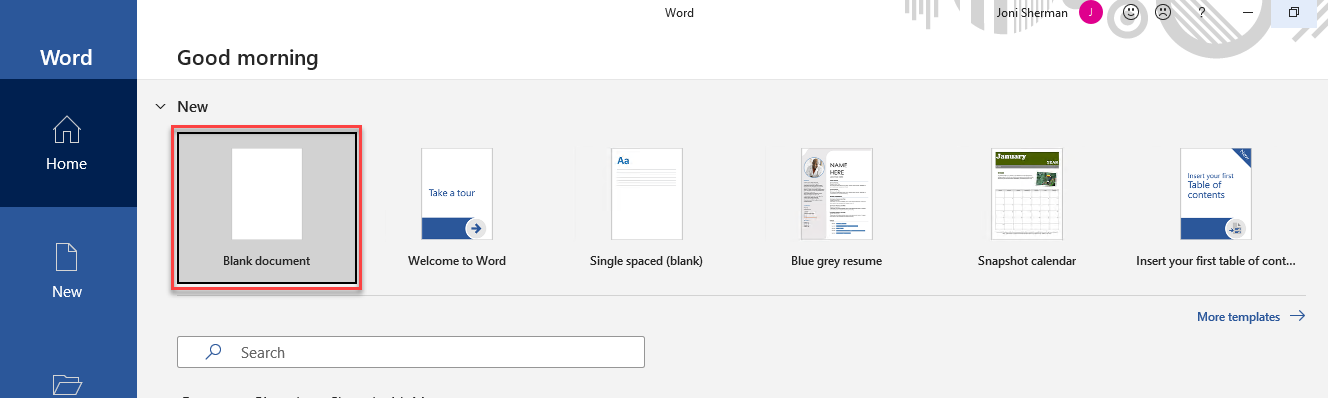 Word
Joni Sherman
J
?
Word
Good morning
Home
New
New
Take a tour
Aa
NAME
HERE
January
YEAR
New
Insert your first
Table of
contents
Blank document
Welcome to Word
Single spaced (blank)
Blue grey resume
Snapshot calendar
Insert your first table of cont...
More templates
Search